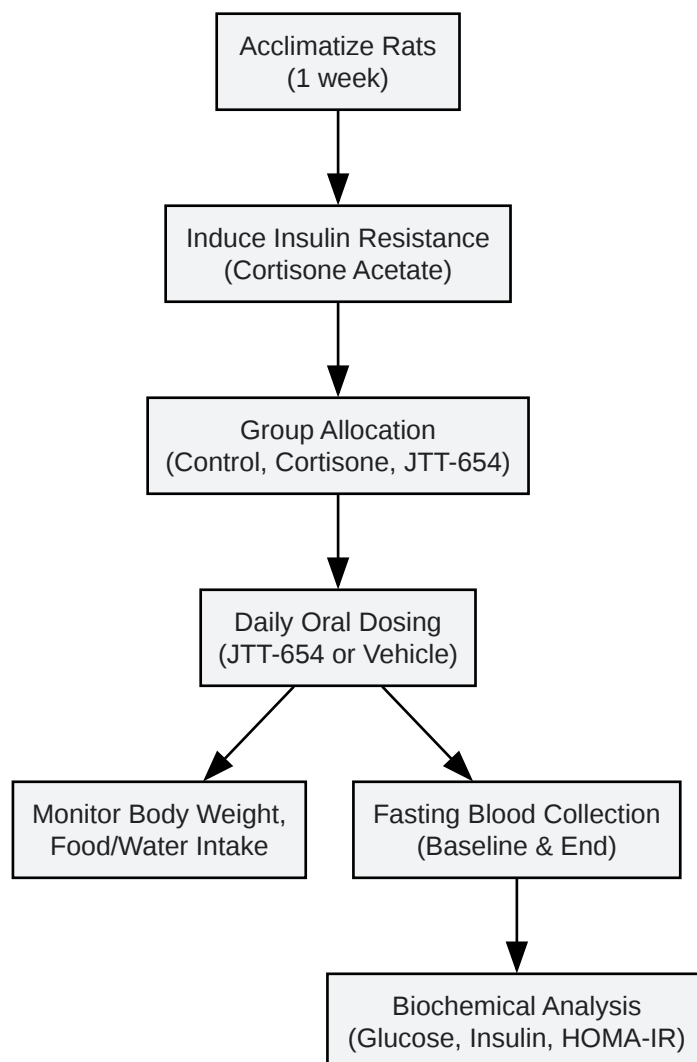 Acclimatize Rats
(1 week)
Induce Insulin Resistance
(Cortisone Acetate)
Group Allocation
(Control, Cortisone, JTT-654)
Daily Oral Dosing
(JTT-654 or Vehicle)
Monitor Body Weight,
Food/Water Intake
Fasting Blood Collection
(Baseline & End)
Biochemical Analysis
(Glucose, Insulin, HOMA-IR)